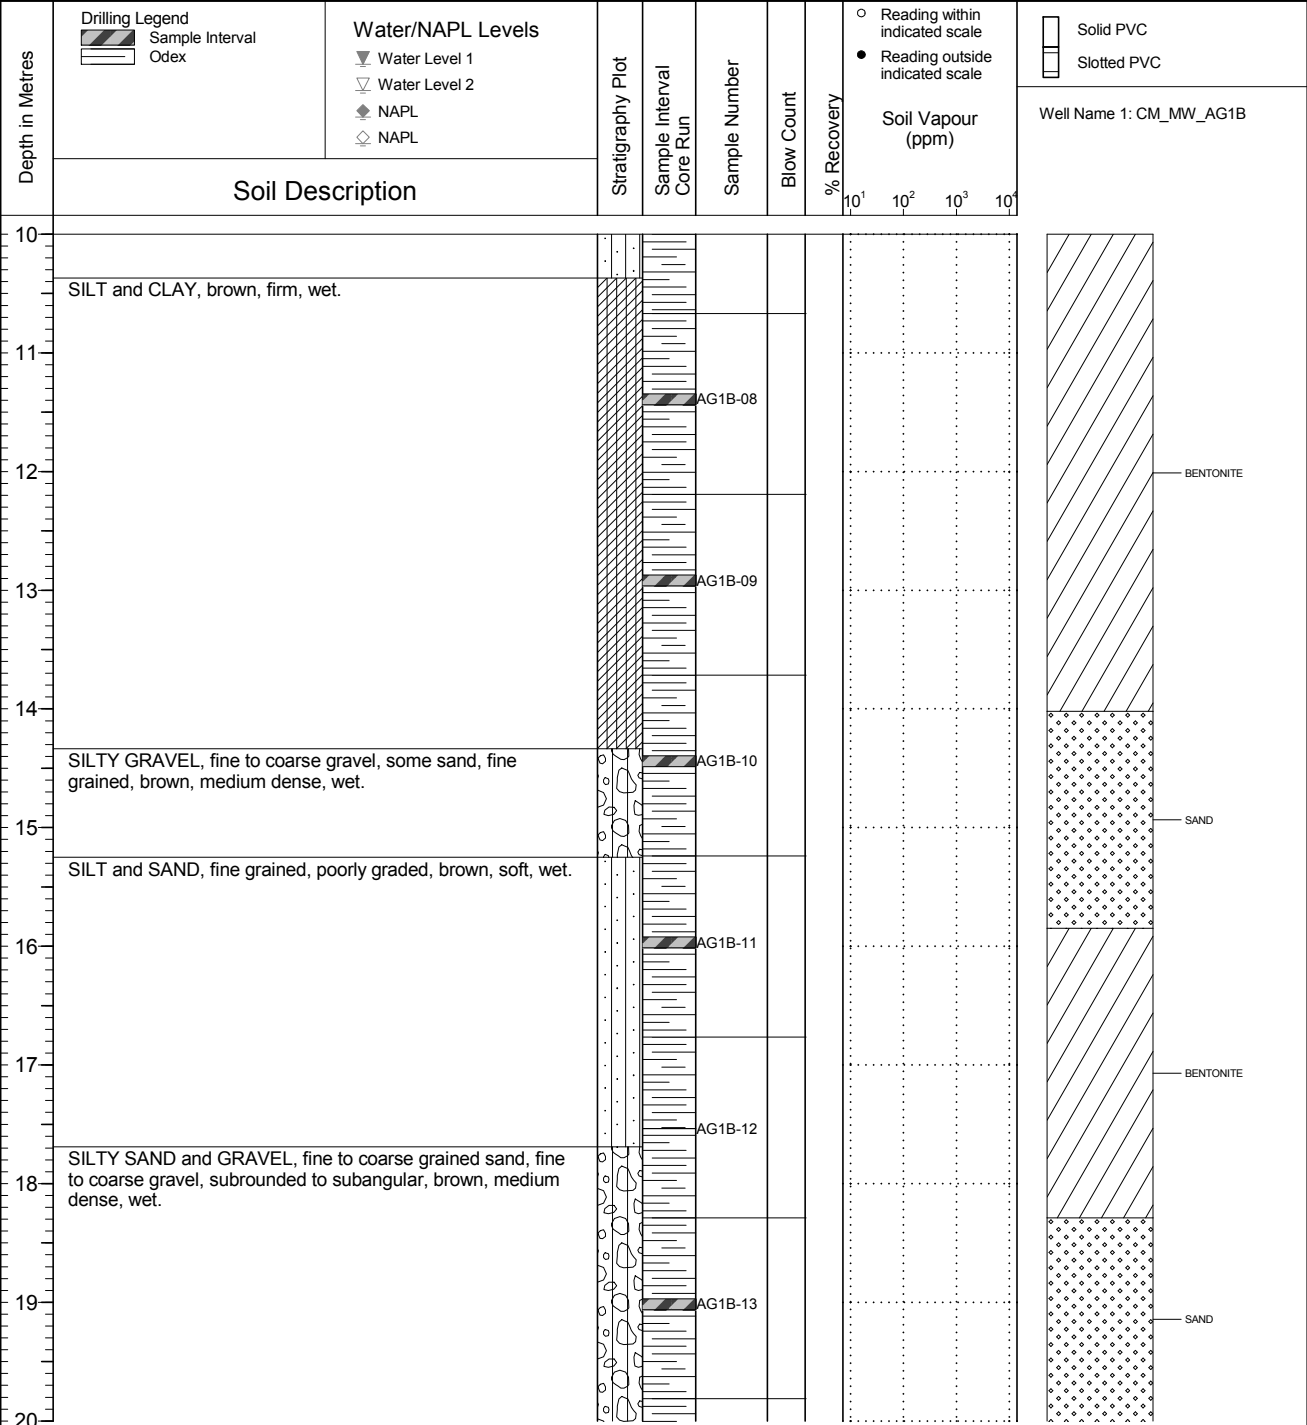 Depth in Metres
Drilling Legend
Sample Interval
Odex
Water/NAPL Levels
Water Level 1
Water Level 2
NAPL
NAPL
Soil Description
Stratigraphy Plot
Sample Interval
Core Run
Sample Number
Blow Count
% Recovery
Reading within
indicated scale
Reading outside
indicated scale
Soil Vapour
(ppm)
10¹ 10² 10³ 10⁴
Solid PVC
Slotted PVC
Well Name 1: CM_MW_AG1B
10
SILT and CLAY, brown, firm, wet.
11
AG1B-08
12
BENTONITE
13
AG1B-09
14
SILTY GRAVEL, fine to coarse gravel, some sand, fine
grained, brown, medium dense, wet.
AG1B-10
15
SAND
SILT and SAND, fine grained, poorly graded, brown, soft, wet.
16
AG1B-11
17
BENTONITE
AG1B-12
SILTY SAND and GRAVEL, fine to coarse grained sand, fine
to coarse gravel, subrounded to subangular, brown, medium
dense, wet.
18
19
AG1B-13
SAND
20